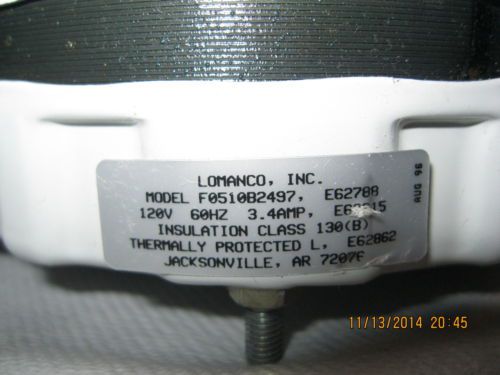 LOMANCO, INC.
MODEL F0510B2497, E62788
120V 60HZ 3.4AMP,
INSULATION CLASS 130(B)
THERMALLY PROTECTED L, E62862
JACKSONVILLE, AR 72076
AUG 96
11/13/2014 20:45